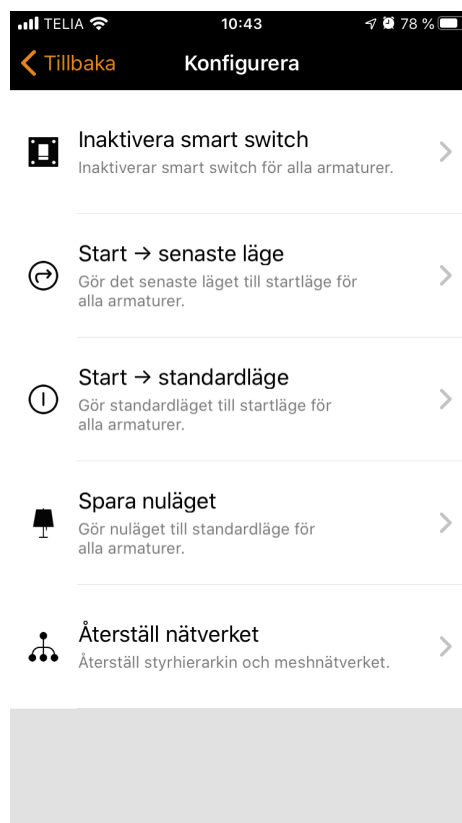 TELIA 10:43 78 %
Tillbaka Konfigurera
Inaktivera smart switch
Inaktiverar smart switch för alla armaturer.
Start → senaste läge
Gör det senaste läget till startläge för
alla armaturer.
Start → standardläge
Gör standardläget till startläge för
alla armaturer.
Spara nuläget
Gör nuläget till standardläge för
alla armaturer.
Återställ nätverket
Återställ styrhierarkin och meshnätverket.